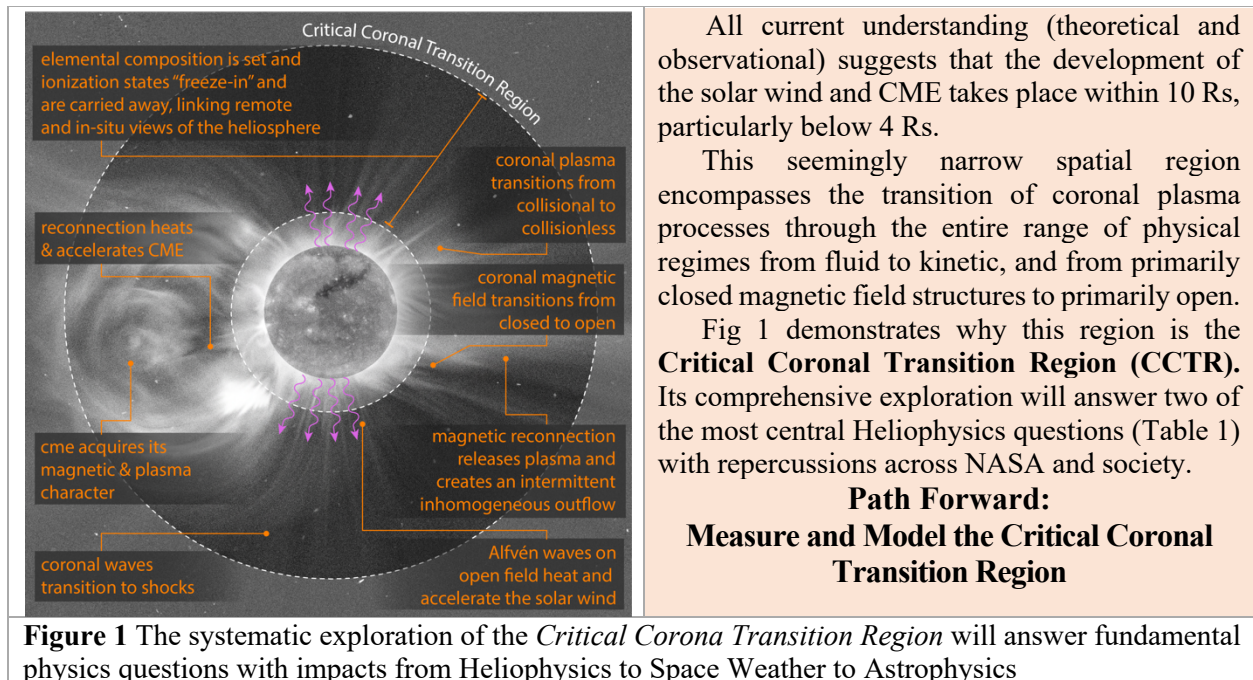 Critical Coronal Transition Region
elemental composition is set and
ionization states “freeze-in” and
are carried away, linking remote
and in-situ views of the heliosphere
coronal plasma
transitions from
collisional to
collisionless
reconnection heats
& accelerates CME
coronal magnetic
field transitions from
closed to open
cme acquires its
magnetic & plasma
character
magnetic reconnection
releases plasma and
creates an intermittent
inhomogeneous outflow
coronal waves
transition to shocks
Alfvén waves on
open field heat and
accelerate the solar wind
All current understanding (theoretical and
observational) suggests that the development of
the solar wind and CME takes place within 10 Rs,
particularly below 4 Rs.
This seemingly narrow spatial region
encompasses the transition of coronal plasma
processes through the entire range of physical
regimes from fluid to kinetic, and from primarily
closed magnetic field structures to primarily open.
Fig 1 demonstrates why this region is the
Critical Coronal Transition Region (CCTR).
Its comprehensive exploration will answer two of
the most central Heliophysics questions (Table 1)
with repercussions across NASA and society.
Path Forward:
Measure and Model the Critical Coronal
Transition Region
Figure 1 The systematic exploration of the Critical Corona Transition Region will answer fundamental
physics questions with impacts from Heliophysics to Space Weather to Astrophysics